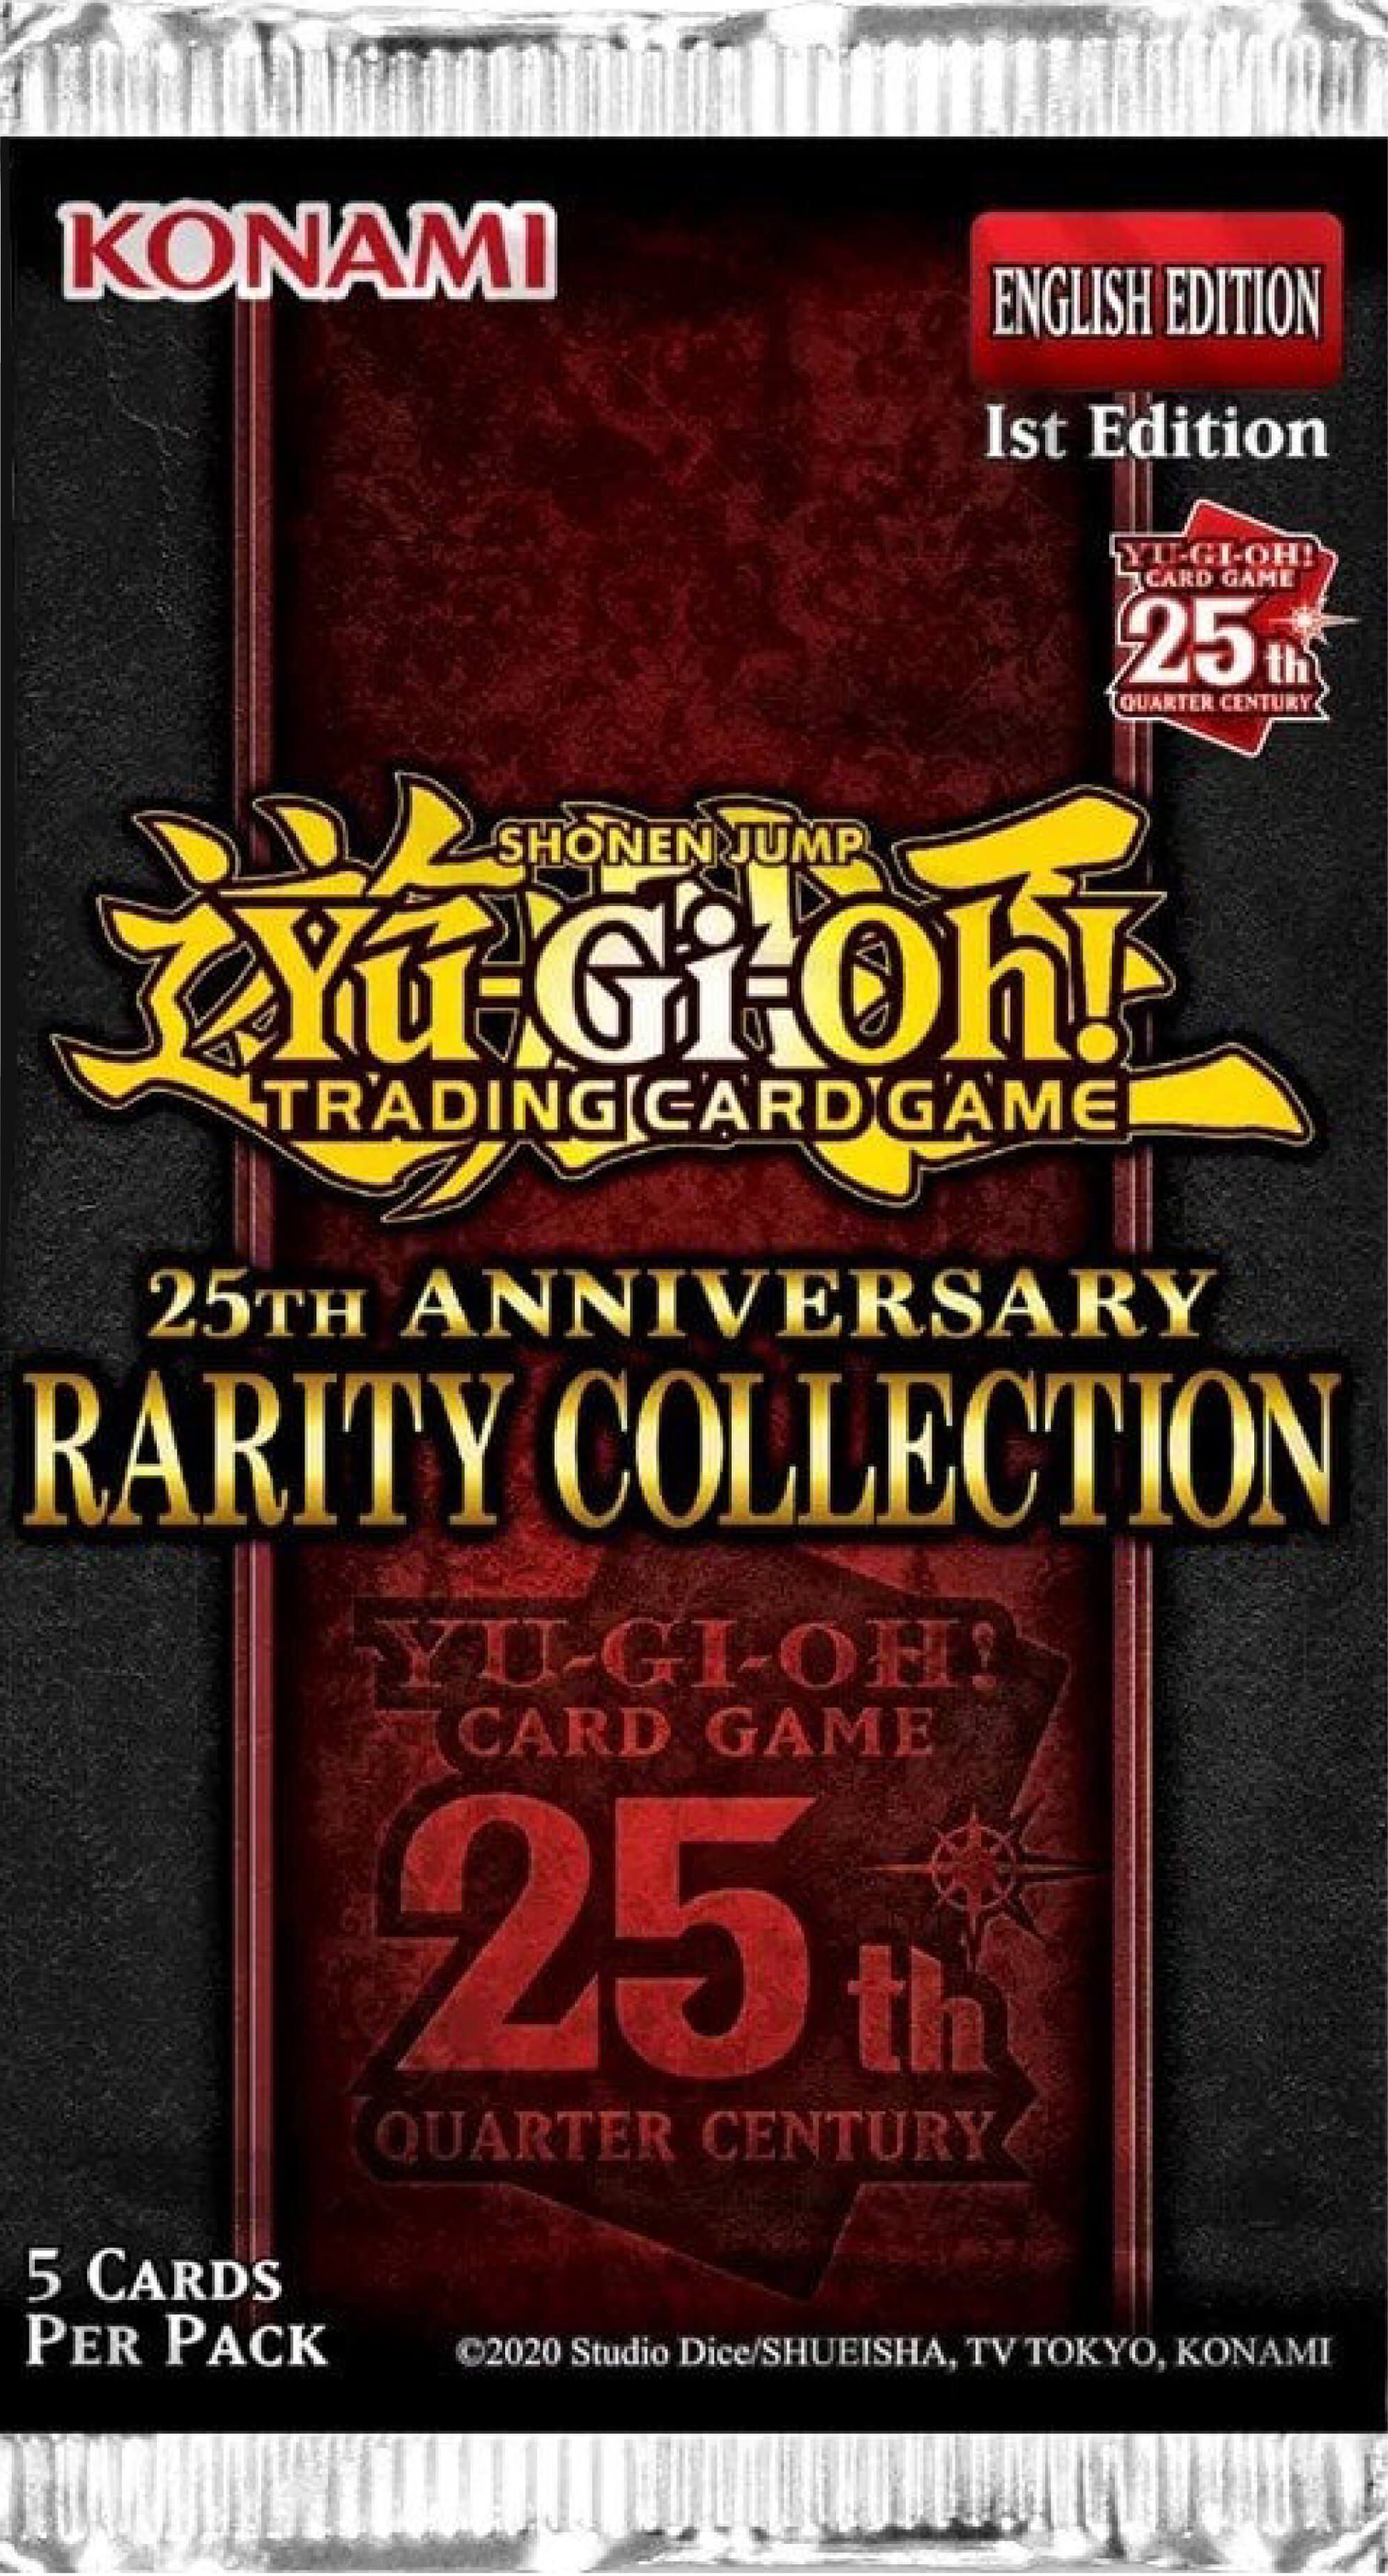 KONAMI
ENGLISH EDITION
1st Edition
YU-GI-OH!
CARD GAME
25th
QUARTER CENTURY
SHONEN JUMP
Yu-Gi-Oh!
TRADING CARD GAME
25TH ANNIVERSARY
RARITY COLLECTION
YU-GI-OH!
CARD GAME
25th
QUARTER CENTURY
5 CARDS
PER PACK
©2020 Studio Dice/SHUEISHA, TV TOKYO, KONAMI